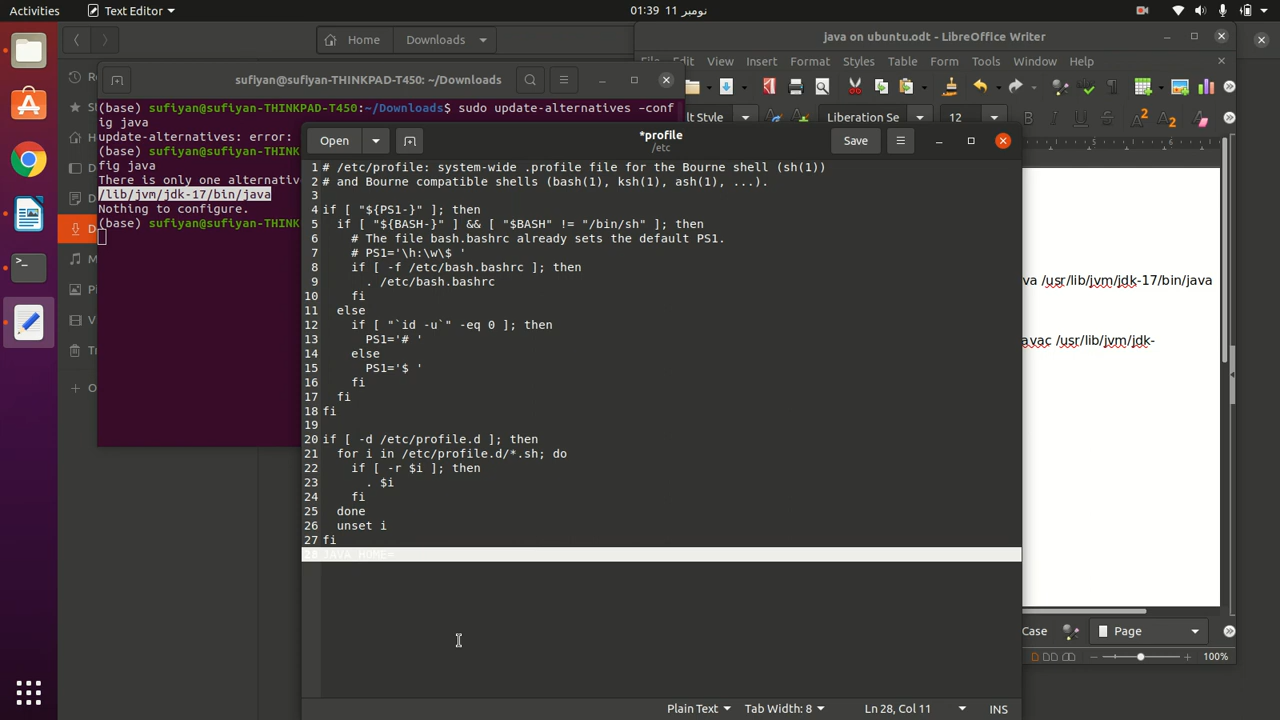 Activities
Text Editor
01:39 11 نومبر
Home
Downloads
java on ubuntu.odt - LibreOffice Writer
Edit View Insert Format Styles Table Form Tools Window Help
sufiyan@sufiyan-THINKPAD-T450: ~/Downloads
(base) sufiyan@sufiyan-THINKPAD-T450:~/Downloads$ sudo update-alternatives -conf
ig java
update-alternatives: error:
(base) sufiyan@sufiyan-THINK
fig java
There is only one alternativ
/lib/jvm/jdk-17/bin/java
Nothing to configure.
(base) sufiyan@sufiyan-THINK
lt Style
Liberation Se
12
Open
*profile
/etc
Save
1 # /etc/profile: system-wide .profile file for the Bourne shell (sh(1))
2 # and Bourne compatible shells (bash(1), ksh(1), ash(1), ...).
3
4 if [ "${PS1-}" ]; then
5   if [ "${BASH-}" ] && [ "$BASH" != "/bin/sh" ]; then
6     # The file bash.bashrc already sets the default PS1.
7     # PS1='\h:\w\$ '
8     if [ -f /etc/bash.bashrc ]; then
9       . /etc/bash.bashrc
10     fi
11   else
12     if [ "`id -u`" -eq 0 ]; then
13       PS1='# '
14     else
15       PS1='$ '
16     fi
17   fi
18 fi
19
20 if [ -d /etc/profile.d ]; then
21   for i in /etc/profile.d/*.sh; do
22     if [ -r $i ]; then
23       . $i
24     fi
25   done
26   unset i
27 fi
28 JAVA_HOME=
va /usr/lib/jvm/jdk-17/bin/java
avac /usr/lib/jvm/jdk-
Case
Page
100%
Plain Text
Tab Width: 8
Ln 28, Col 11
INS